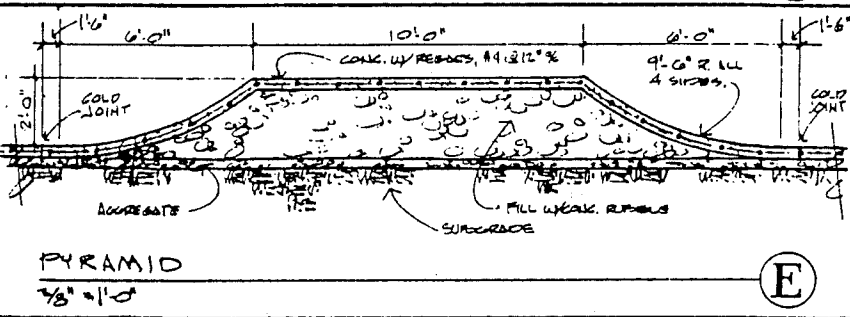 1'-6"
6'-0"
10'-0"
6'-0"
1'-6"
CONC. W/ REBARS, #4 @ 12" %
9'-6" R ALL
4 SIDES.
2'-0"
COLD
JOINT
COLD
JOINT
AGGREGATE
FILL W/CONC. RUBBLE
SUBGRADE
PYRAMID
3/8" = 1'-0"
E